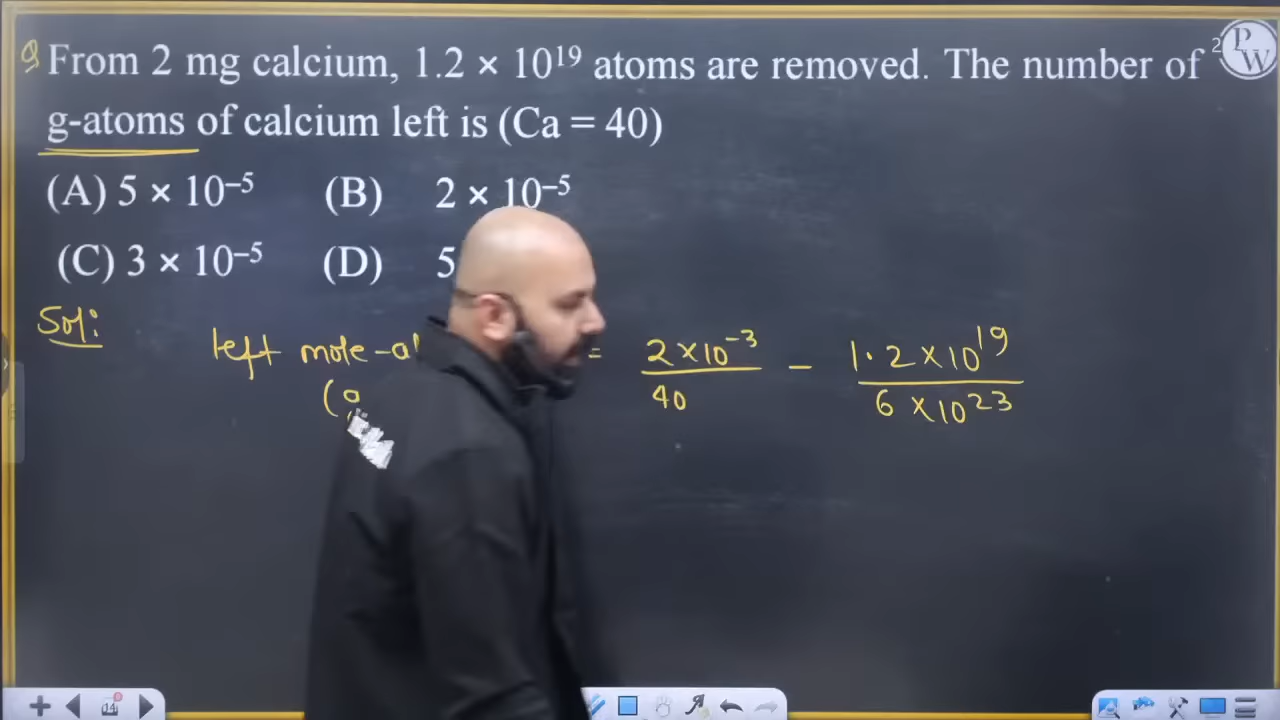 Q From 2 mg calcium, 1.2 × 10¹⁹ atoms are removed. The number of
g-atoms of calcium left is (Ca = 40)
(A) 5 × 10⁻⁵ (B) 2 × 10⁻⁵
(C) 3 × 10⁻⁵ (D) 5
Sol:
left mole = 2×10⁻³/40 − 1.2×10¹⁹/6×10²³
(g
P
W
2
14